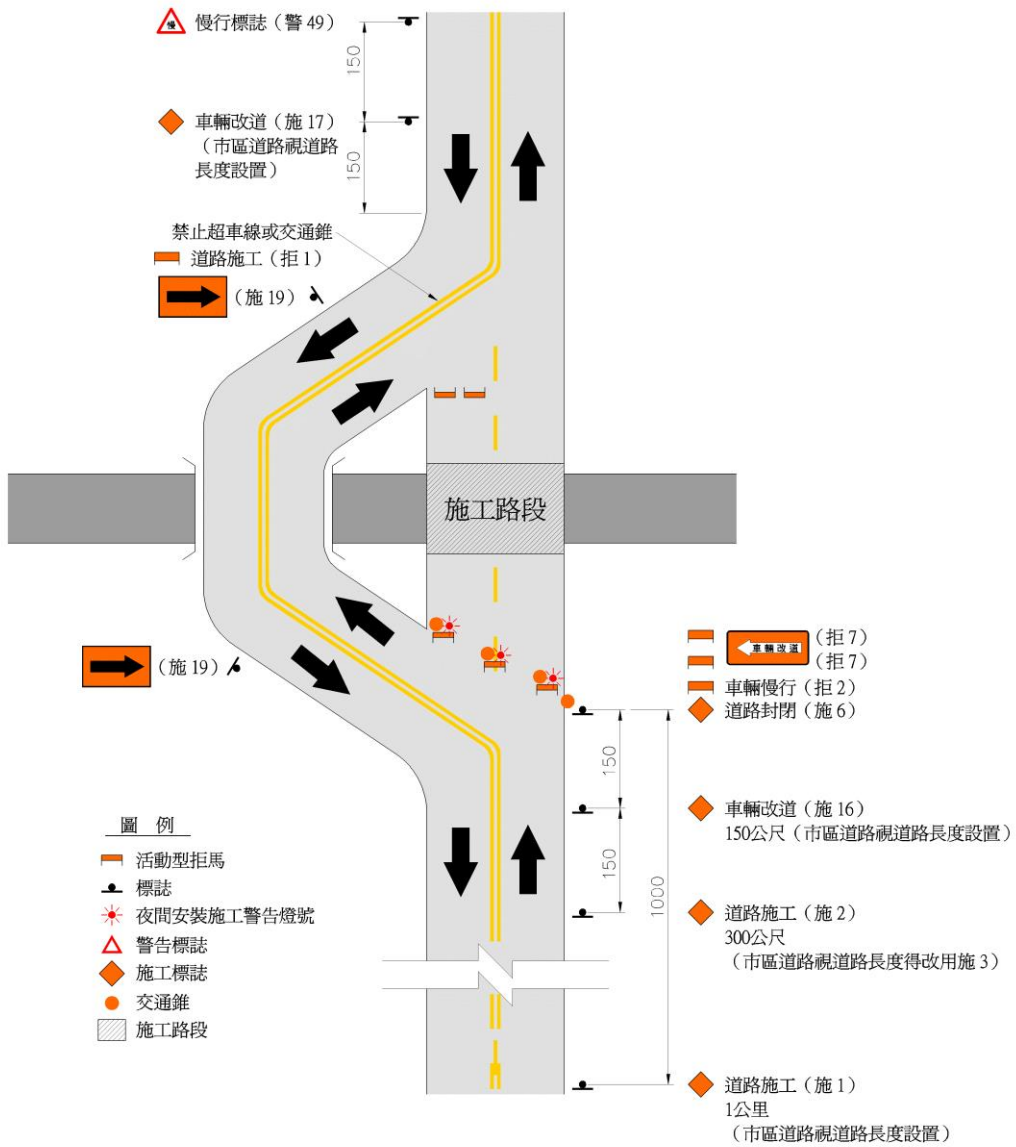 慢
慢行標誌（警 49）
150
車輛改道（施 17）
（市區道路視道路
長度設置）
150
禁止超車線或交通錐
道路施工（拒 1）
（施 19）
施工路段
（施 19）
車輛改道
（拒 7）
（拒 7）
車輛慢行（拒 2）
道路封閉（施 6）
150
車輛改道（施 16）
150公尺（市區道路視道路長度設置）
150
1000
道路施工（施 2）
300公尺
（市區道路視道路長度得改用施 3）
道路施工（施 1）
1公里
（市區道路視道路長度設置）
圖 例
活動型拒馬
標誌
夜間安裝施工警告燈號
警告標誌
施工標誌
交通錐
施工路段